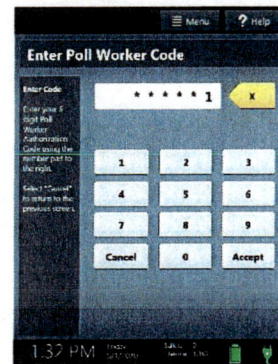 Menu ? Help
Enter Poll Worker Code
Enter Code
Enter your 5
digit Poll
Worker
Authorization
Code using the
number pad to
the right.
Select "Cancel"
to return to the
previous screen.
* * * * * 1 X
1 2 3
4 5 6
7 8 9
Cancel 0 Accept
1:37 PM